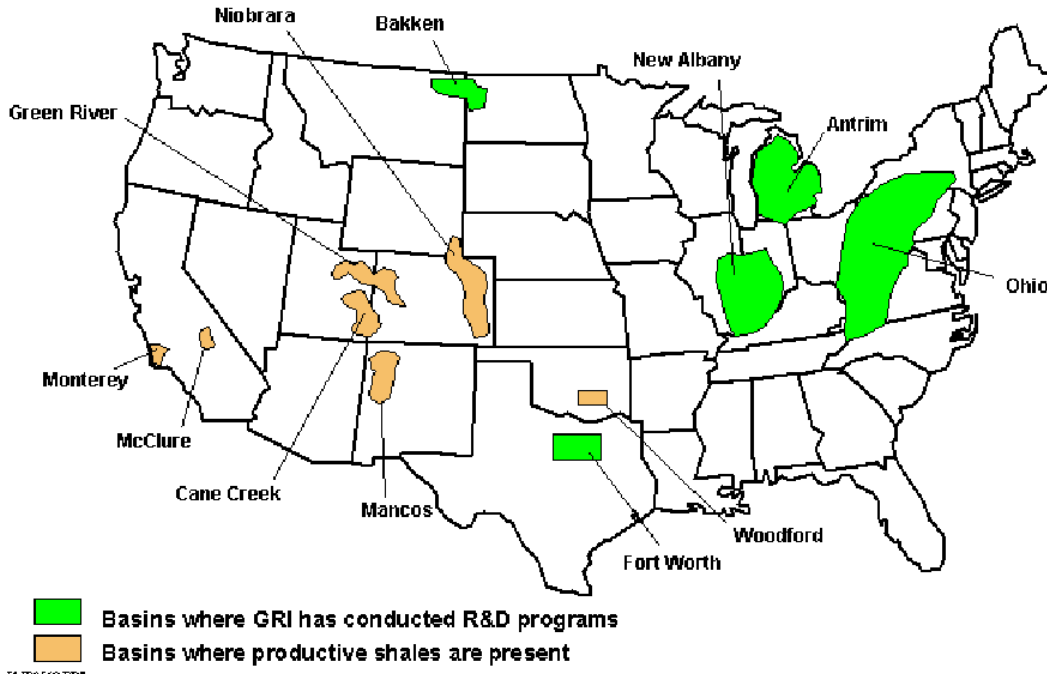 Niobrara
Bakken
New Albany
Green River
Antrim
Ohio
Monterey
McClure
Cane Creek
Mancos
Woodford
Fort Worth
Basins where GRI has conducted R&D programs
Basins where productive shales are present